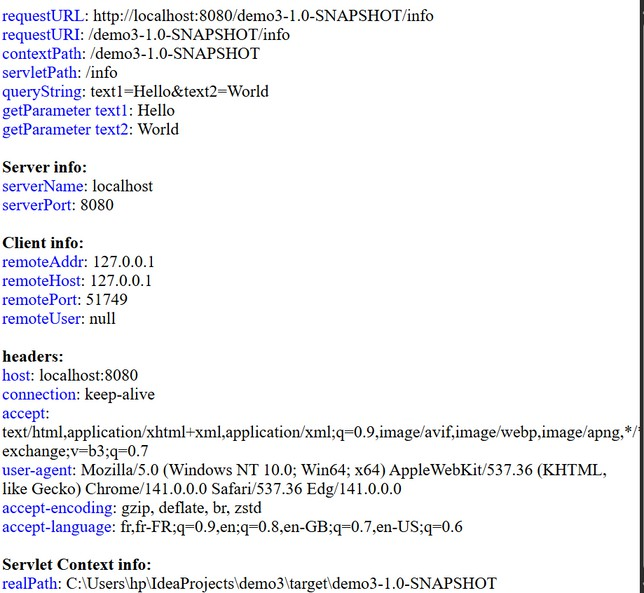 requestURL: http://localhost:8080/demo3-1.0-SNAPSHOT/info
requestURI: /demo3-1.0-SNAPSHOT/info
contextPath: /demo3-1.0-SNAPSHOT
servletPath: /info
queryString: text1=Hello&text2=World
getParameter text1: Hello
getParameter text2: World
Server info:
serverName: localhost
serverPort: 8080
Client info:
remoteAddr: 127.0.0.1
remoteHost: 127.0.0.1
remotePort: 51749
remoteUser: null
headers:
host: localhost:8080
connection: keep-alive
accept:
text/html,application/xhtml+xml,application/xml;q=0.9,image/avif,image/webp,image/apng,*/*
exchange;v=b3;q=0.7
user-agent: Mozilla/5.0 (Windows NT 10.0; Win64; x64) AppleWebKit/537.36 (KHTML,
like Gecko) Chrome/141.0.0.0 Safari/537.36 Edg/141.0.0.0
accept-encoding: gzip, deflate, br, zstd
accept-language: fr,fr-FR;q=0.9,en;q=0.8,en-GB;q=0.7,en-US;q=0.6
Servlet Context info:
realPath: C:\Users\hp\IdeaProjects\demo3\target\demo3-1.0-SNAPSHOT